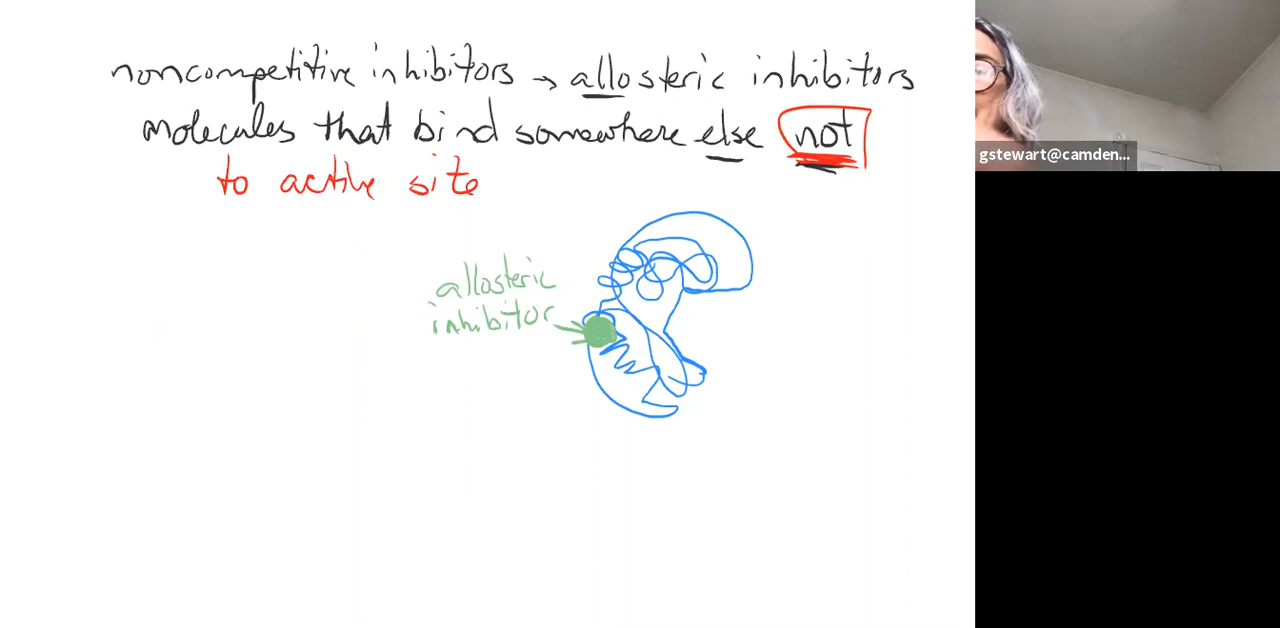 noncompetitive inhibitors → allosteric inhibitors
molecules that bind somewhere else not
to active site
allosteric
inhibitor
gstewart@camden...